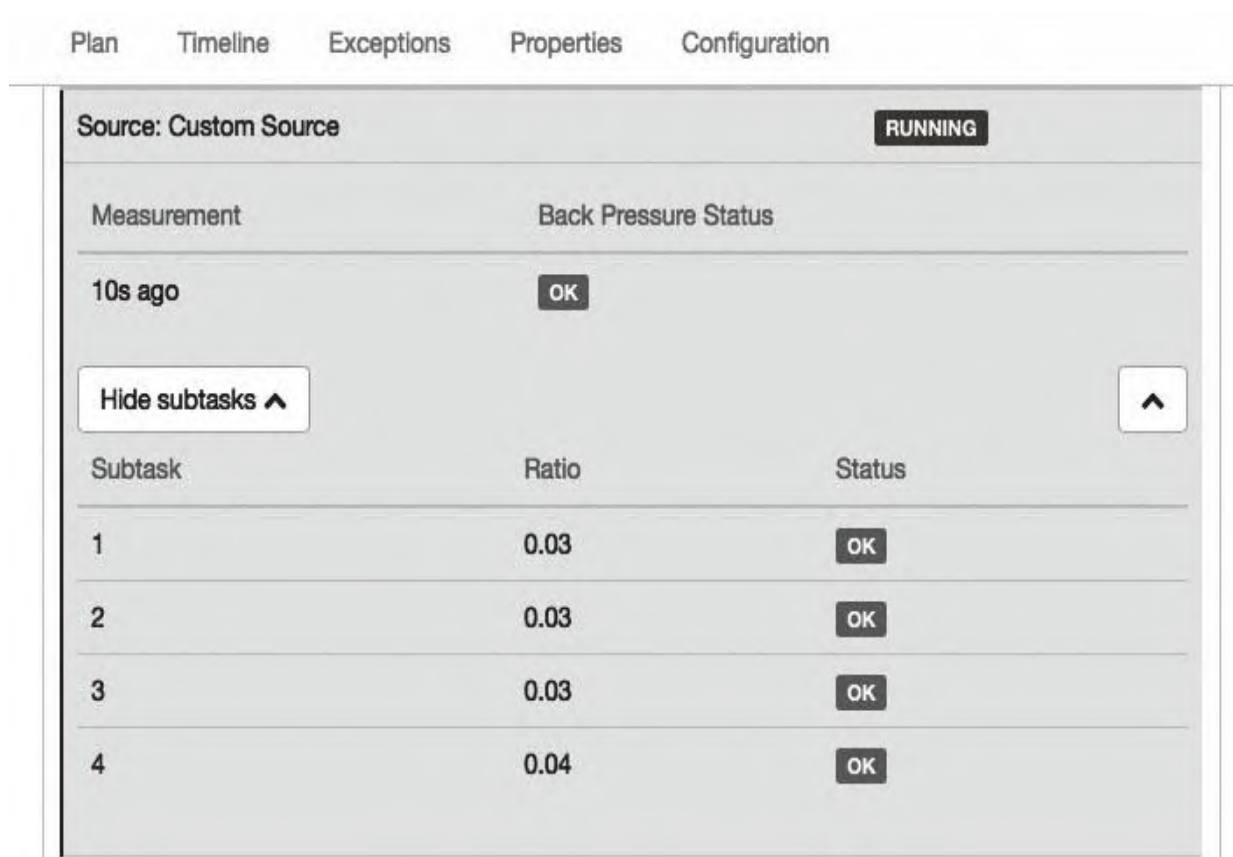 Plan Timeline Exceptions Properties Configuration
Source: Custom Source RUNNING
Measurement Back Pressure Status
10s ago OK
Hide subtasks
Subtask Ratio Status
1 0.03 OK
2 0.03 OK
3 0.03 OK
4 0.04 OK